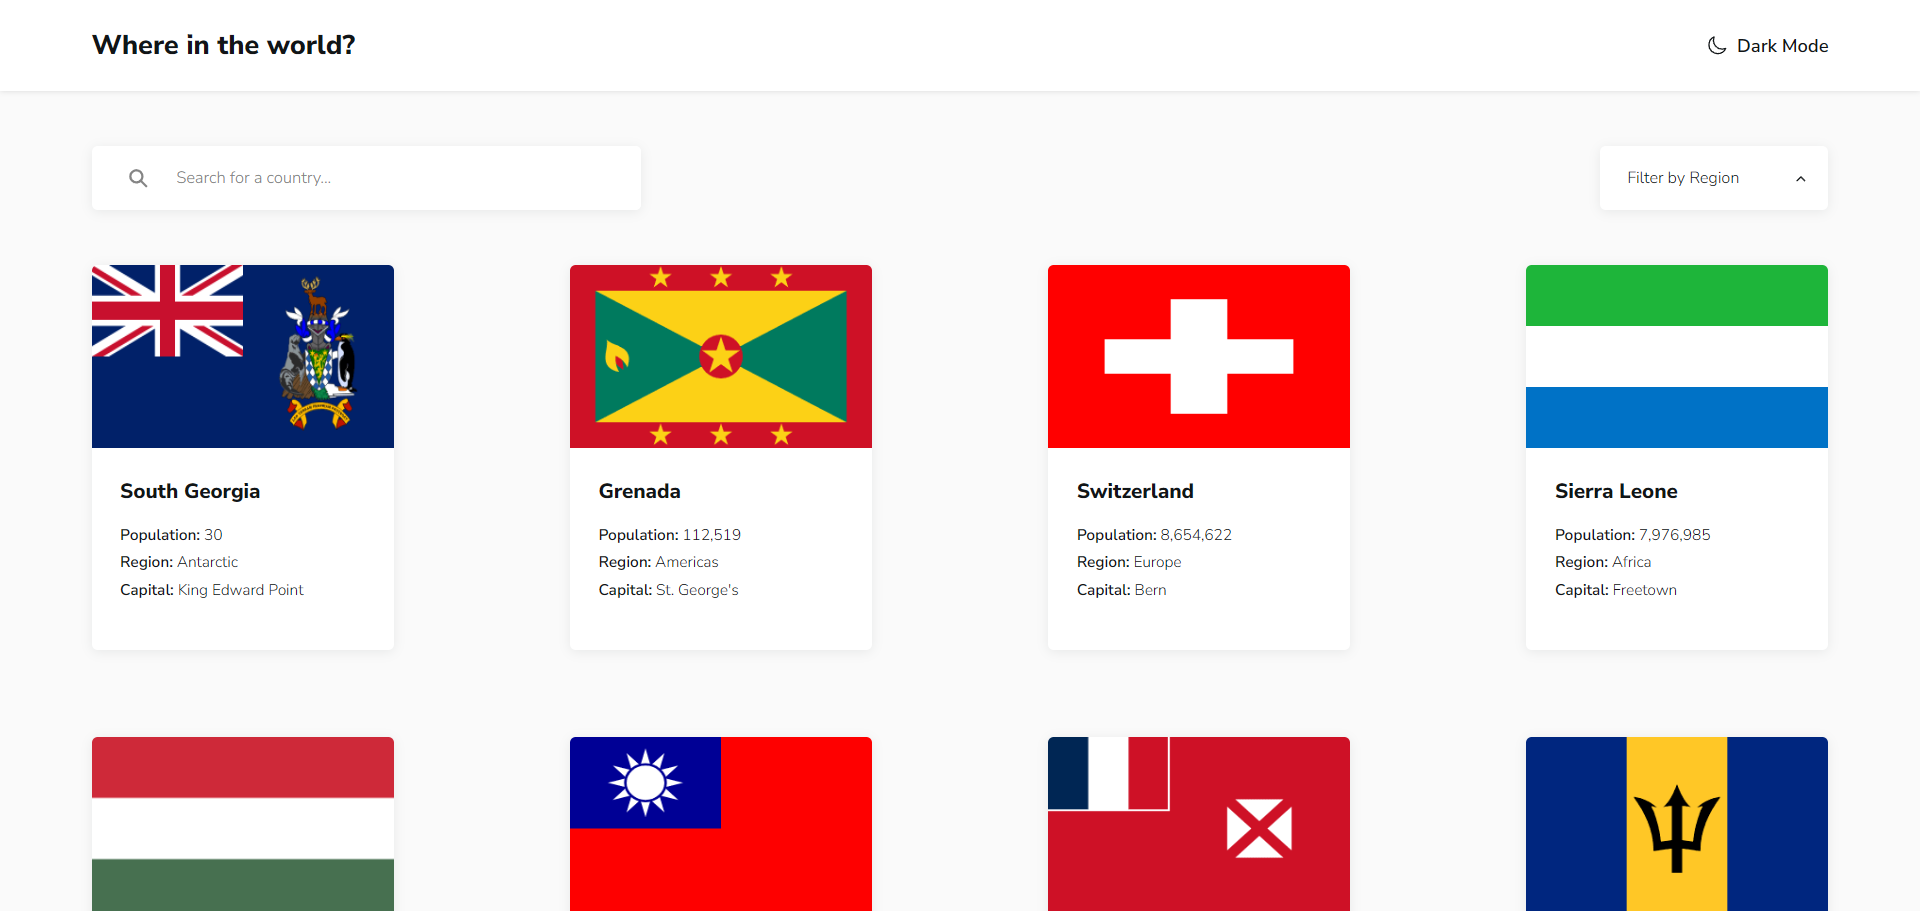 Where in the world?
Dark Mode
Search for a country...
Filter by Region
South Georgia
Population: 30
Region: Antarctic
Capital: King Edward Point
Grenada
Population: 112,519
Region: Americas
Capital: St. George's
Switzerland
Population: 8,654,622
Region: Europe
Capital: Bern
Sierra Leone
Population: 7,976,985
Region: Africa
Capital: Freetown